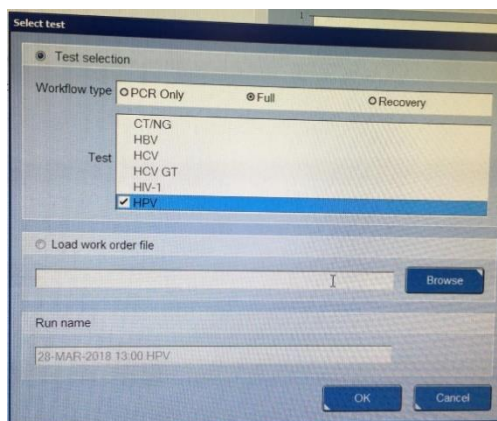 1
Select test
Test selection
Workflow type PCR Only Full Recovery
CT/NG
HBV
HCV
HCV GT
HIV-1
HPV
Test
Load work order file
Browse
Run name
28-MAR-2018 13:00 HPV
OK Cancel